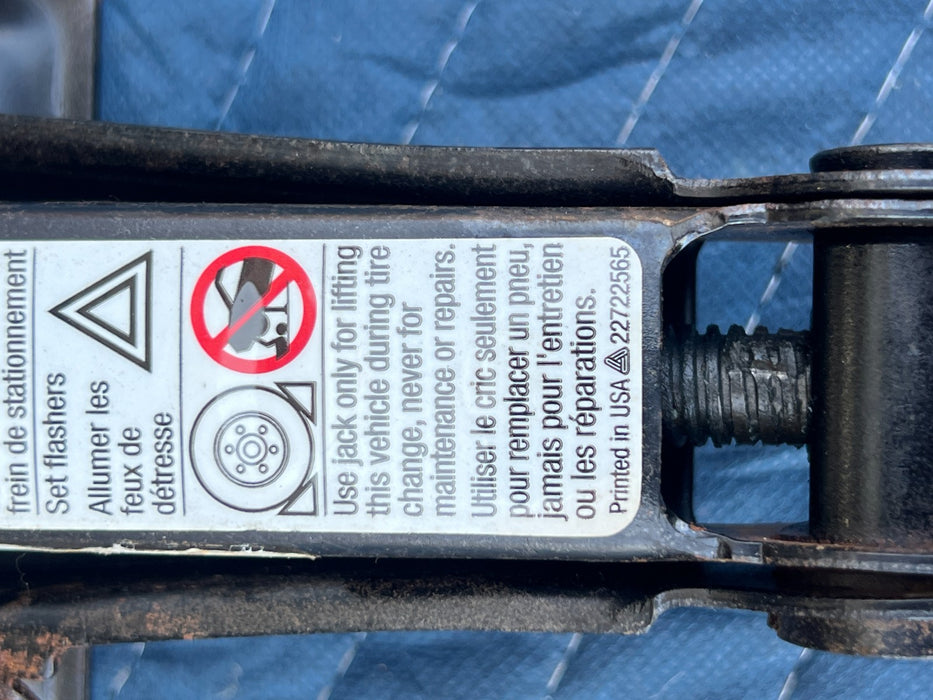 frein de stationnement
Set flashers
Allumer les
feux de
détresse
Use jack only for lifting
this vehicle during tire
change, never for
maintenance or repairs.
Utiliser le cric seulement
pour remplacer un pneu,
jamais pour l'entretien
ou les réparations.
Printed in USA 22722565